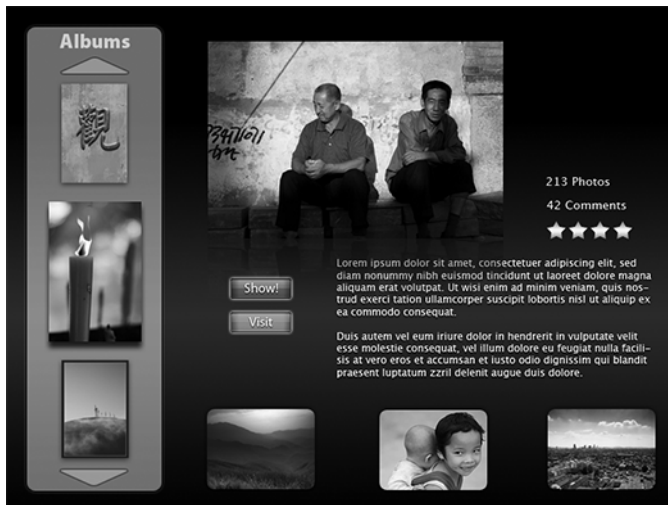 Albums
觀
213 Photos
42 Comments
Lorem ipsum dolor sit amet, consectetuer adipiscing elit, sed
diam nonummy nibh euismod tincidunt ut laoreet dolore magna
aliquam erat volutpat. Ut wisi enim ad minim veniam, quis nos-
trud exerci tation ullamcorper suscipit lobortis nisl ut aliquip ex
ea commodo consequat.
Show!
Visit
Duis autem vel eum iriure dolor in hendrerit in vulputate velit
esse molestie consequat, vel illum dolore eu feugiat nulla facili-
sis at vero eros et accumsan et iusto odio dignissim qui blandit
praesent luptatum zzril delenit augue duis dolore.